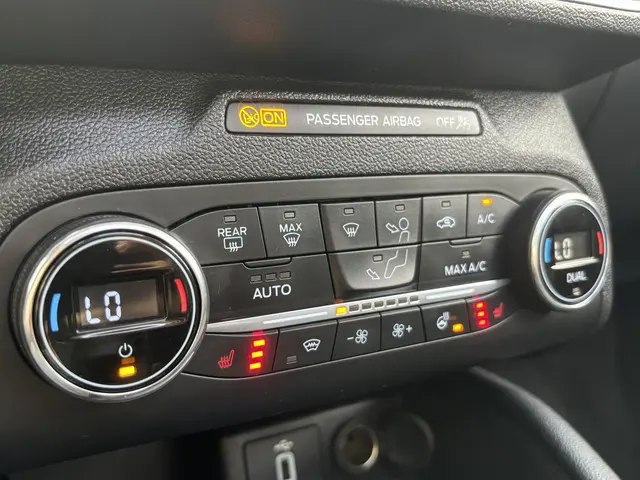 ON PASSENGER AIRBAG OFF
REAR
MAX
A/C
AUTO
MAX A/C
LO
LO
DUAL